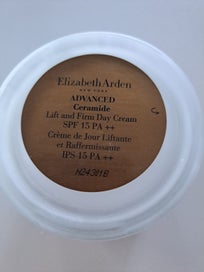 Elizabeth Arden
NEW YORK
ADVANCED
Ceramide
Lift and Firm Day Cream
SPF 15 PA ++
Crème de Jour Liftante
et Raffermissante
IPS 15 PA ++
H24301B